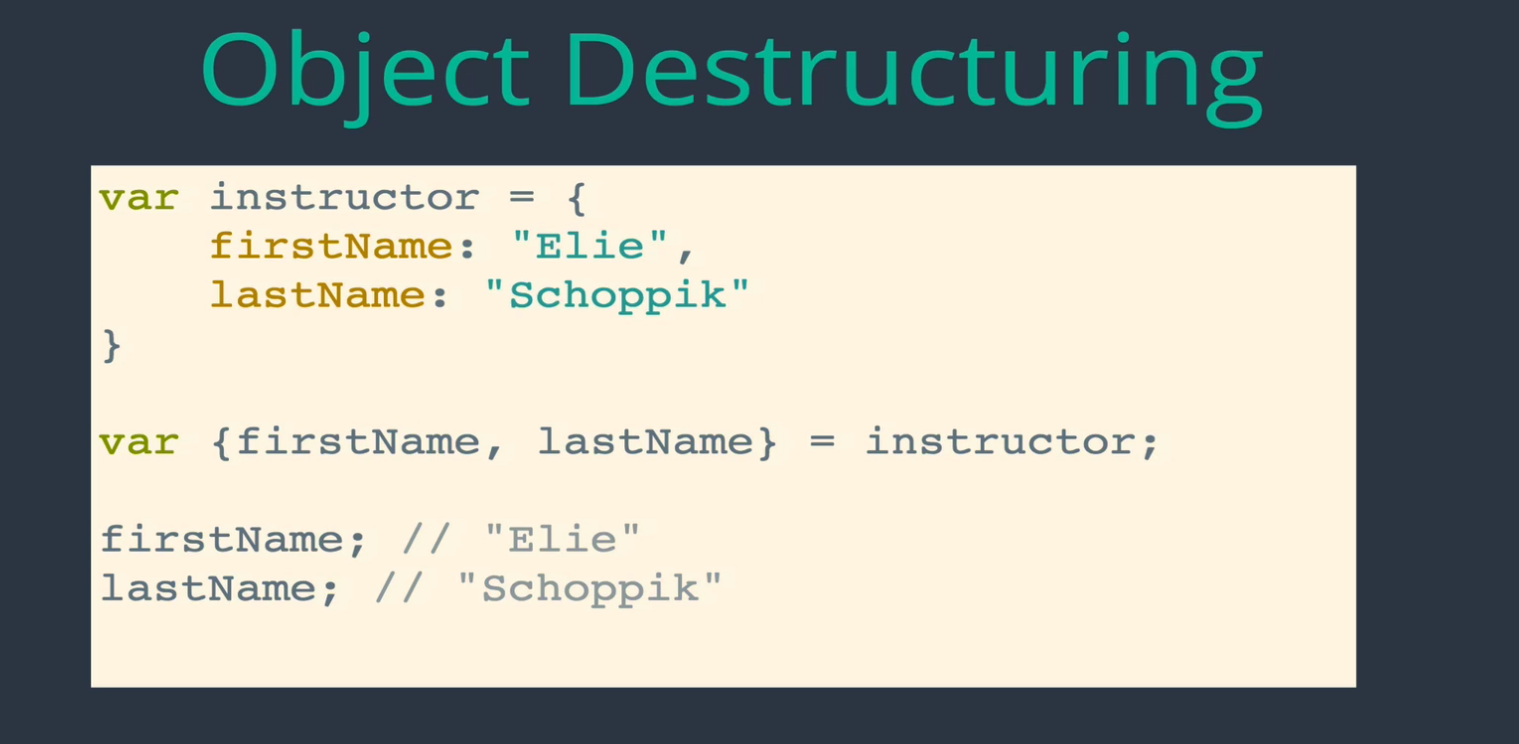 Object Destructuring
var instructor = {
    firstName: "Elie",
    lastName: "Schoppik"
}
var {firstName, lastName} = instructor;
firstName; // "Elie"
lastName; // "Schoppik"